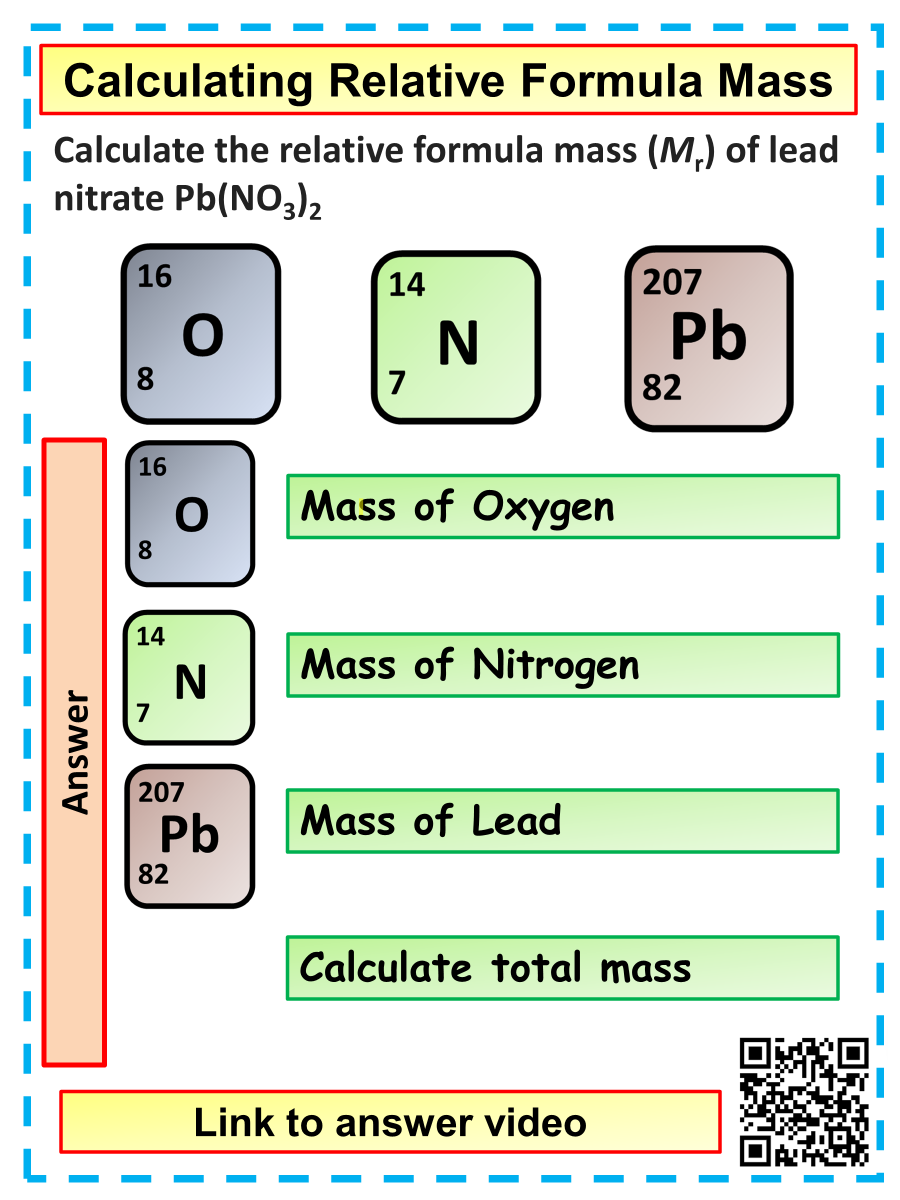 Calculating Relative Formula Mass
Calculate the relative formula mass (Mᵣ) of lead
nitrate Pb(NO₃)₂
16
O
8
14
N
7
207
Pb
82
Answer
16
O
8
Mass of Oxygen
14
N
7
Mass of Nitrogen
207
Pb
82
Mass of Lead
Calculate total mass
Link to answer video